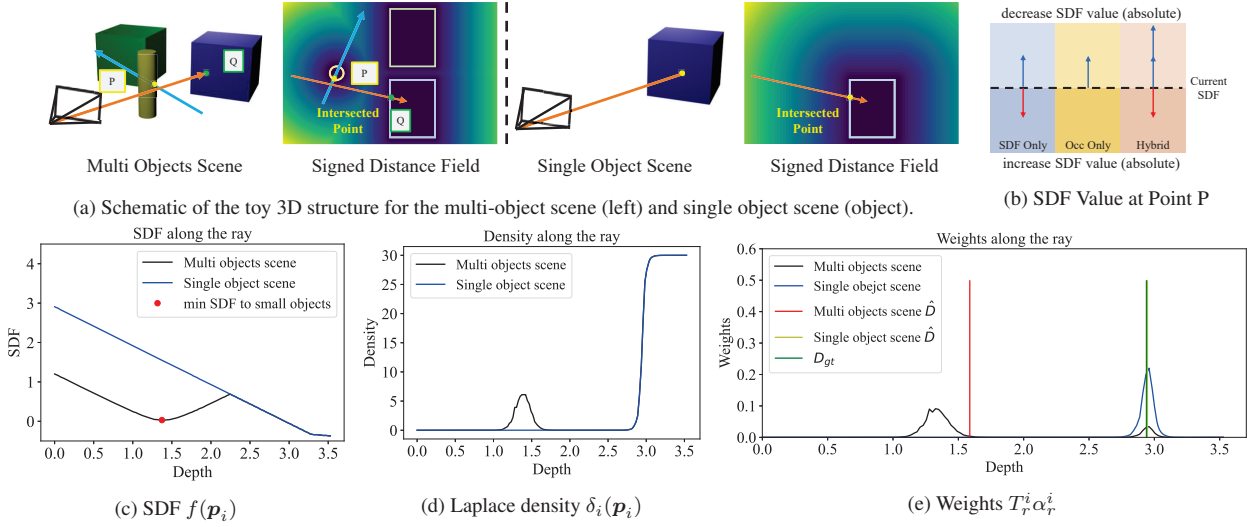 P
Q
Intersected
Point
Q
Intersected
Point
Multi Objects Scene
Signed Distance Field
Single Object Scene
Signed Distance Field
(a) Schematic of the toy 3D structure for the multi-object scene (left) and single object scene (object).
decrease SDF value (absolute)
Current
SDF
SDF Only
Occ Only
Hybrid
increase SDF value (absolute)
(b) SDF Value at Point P
SDF along the ray
Multi objects scene
Single object scene
min SDF to small objects
SDF
4
3
2
1
0
0.0 0.5 1.0 1.5 2.0 2.5 3.0 3.5
Depth
(c) SDF f(p_i)
Density along the ray
Multi objects scene
Single object scene
Density
30
25
20
15
10
5
0
0.0 0.5 1.0 1.5 2.0 2.5 3.0 3.5
Depth
(d) Laplace density δ_i(p_i)
Weights along the ray
Multi objects scene
Single obejct scene
Multi objects scene D̂
Single object scene D̂
D_gt
Weights
0.6
0.5
0.4
0.3
0.2
0.1
0.0
0.0 0.5 1.0 1.5 2.0 2.5 3.0 3.5
Depth
(e) Weights T_r^i α_r^i